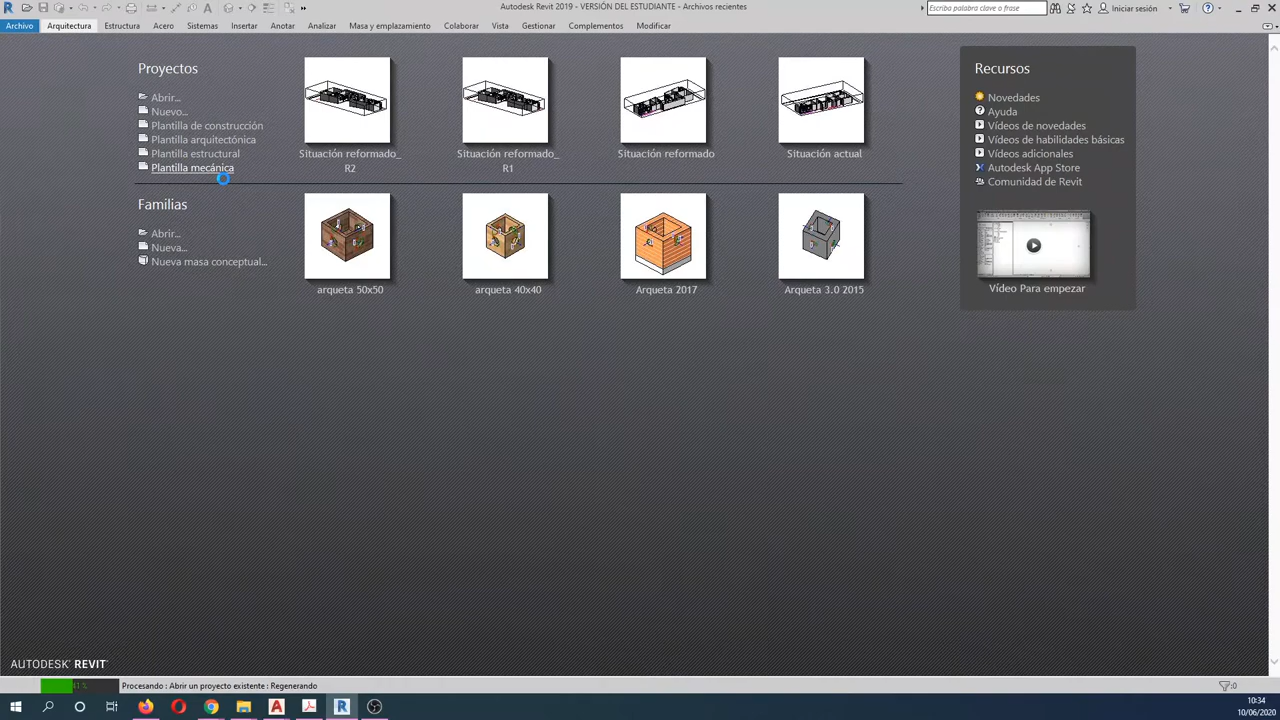 Autodesk Revit 2019 - VERSIÓN DEL ESTUDIANTE - Archivos recientes
Escriba palabra clave o frase
Iniciar sesión
Archivo Arquitectura Estructura Acero Sistemas Insertar Anotar Analizar Masa y emplazamiento Colaborar Vista Gestionar Complementos Modificar
Proyectos
Abrir...
Nuevo...
Plantilla de construcción
Plantilla arquitectónica
Plantilla estructural
Plantilla mecánica
Situación reformado_
R2
Situación reformado_
R1
Situación reformado
Situación actual
Familias
Abrir...
Nueva...
Nueva masa conceptual...
arqueta 50x50
arqueta 40x40
Arqueta 2017
Arqueta 3.0 2015
Recursos
Novedades
Ayuda
Vídeos de novedades
Vídeos de habilidades básicas
Vídeos adicionales
Autodesk App Store
Comunidad de Revit
Vídeo Para empezar
AUTODESK® REVIT®
Procesando : Abrir un proyecto existente : Regenerando
:0
10:34
10/06/2020